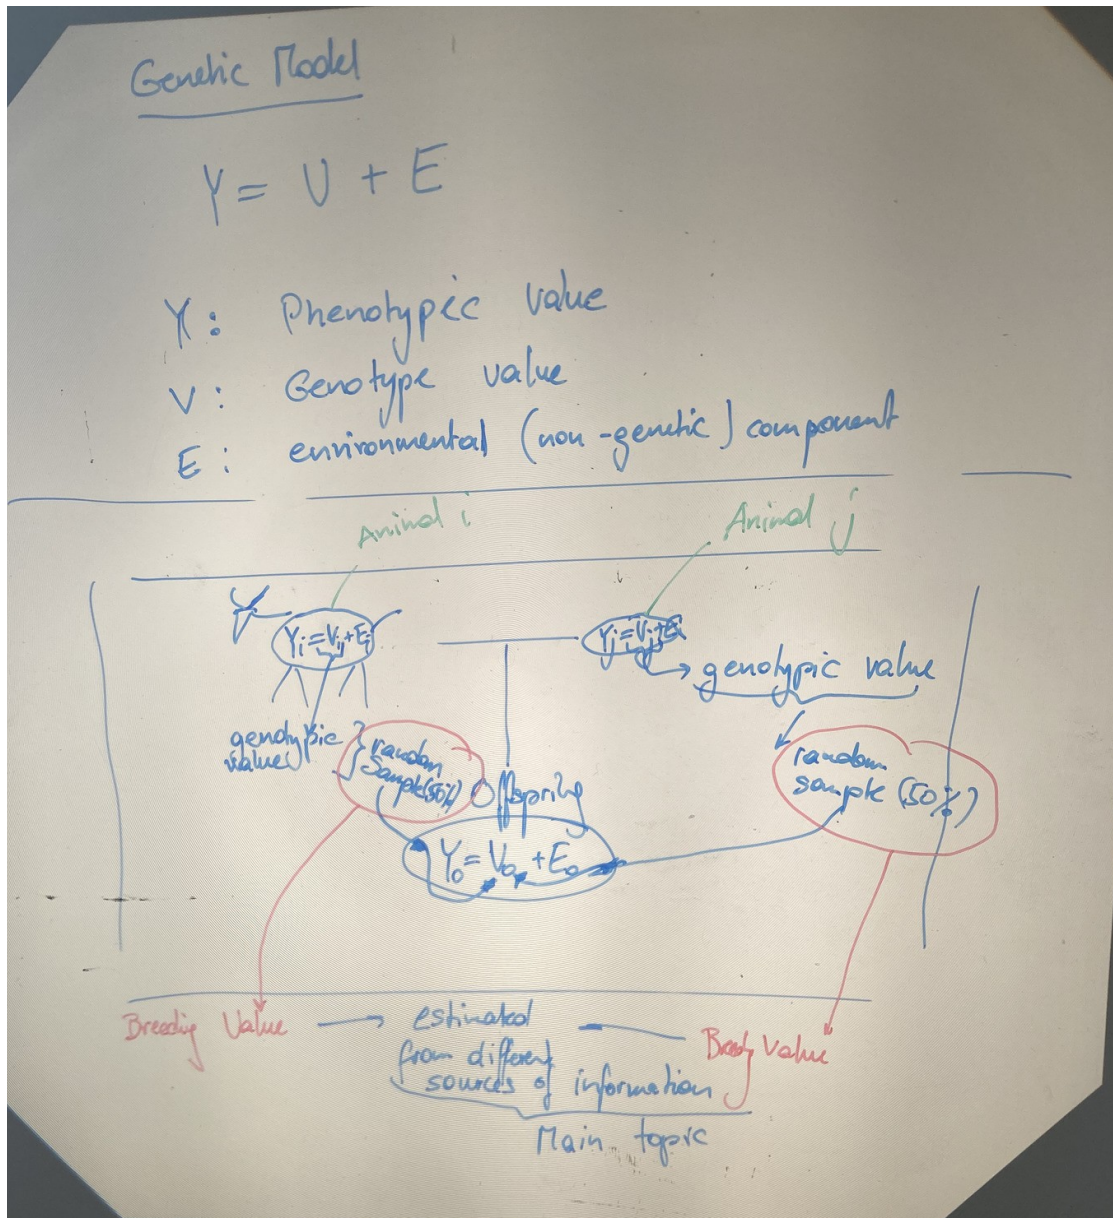 Genetic Model
Y = V + E
Y : Phenotypic value
V : Genotype value
E : environmental (non-genetic) component
Animal i
Animal j
Yi = Vi + Ei
Yj = Vj + Ej
genotypic value
genotypic
value
random
Sample (50%)
Offspring
random
sample (50%)
Yo = Vo + Eo
Breeding Value
estimated
from different
sources of information
Value
Main topic